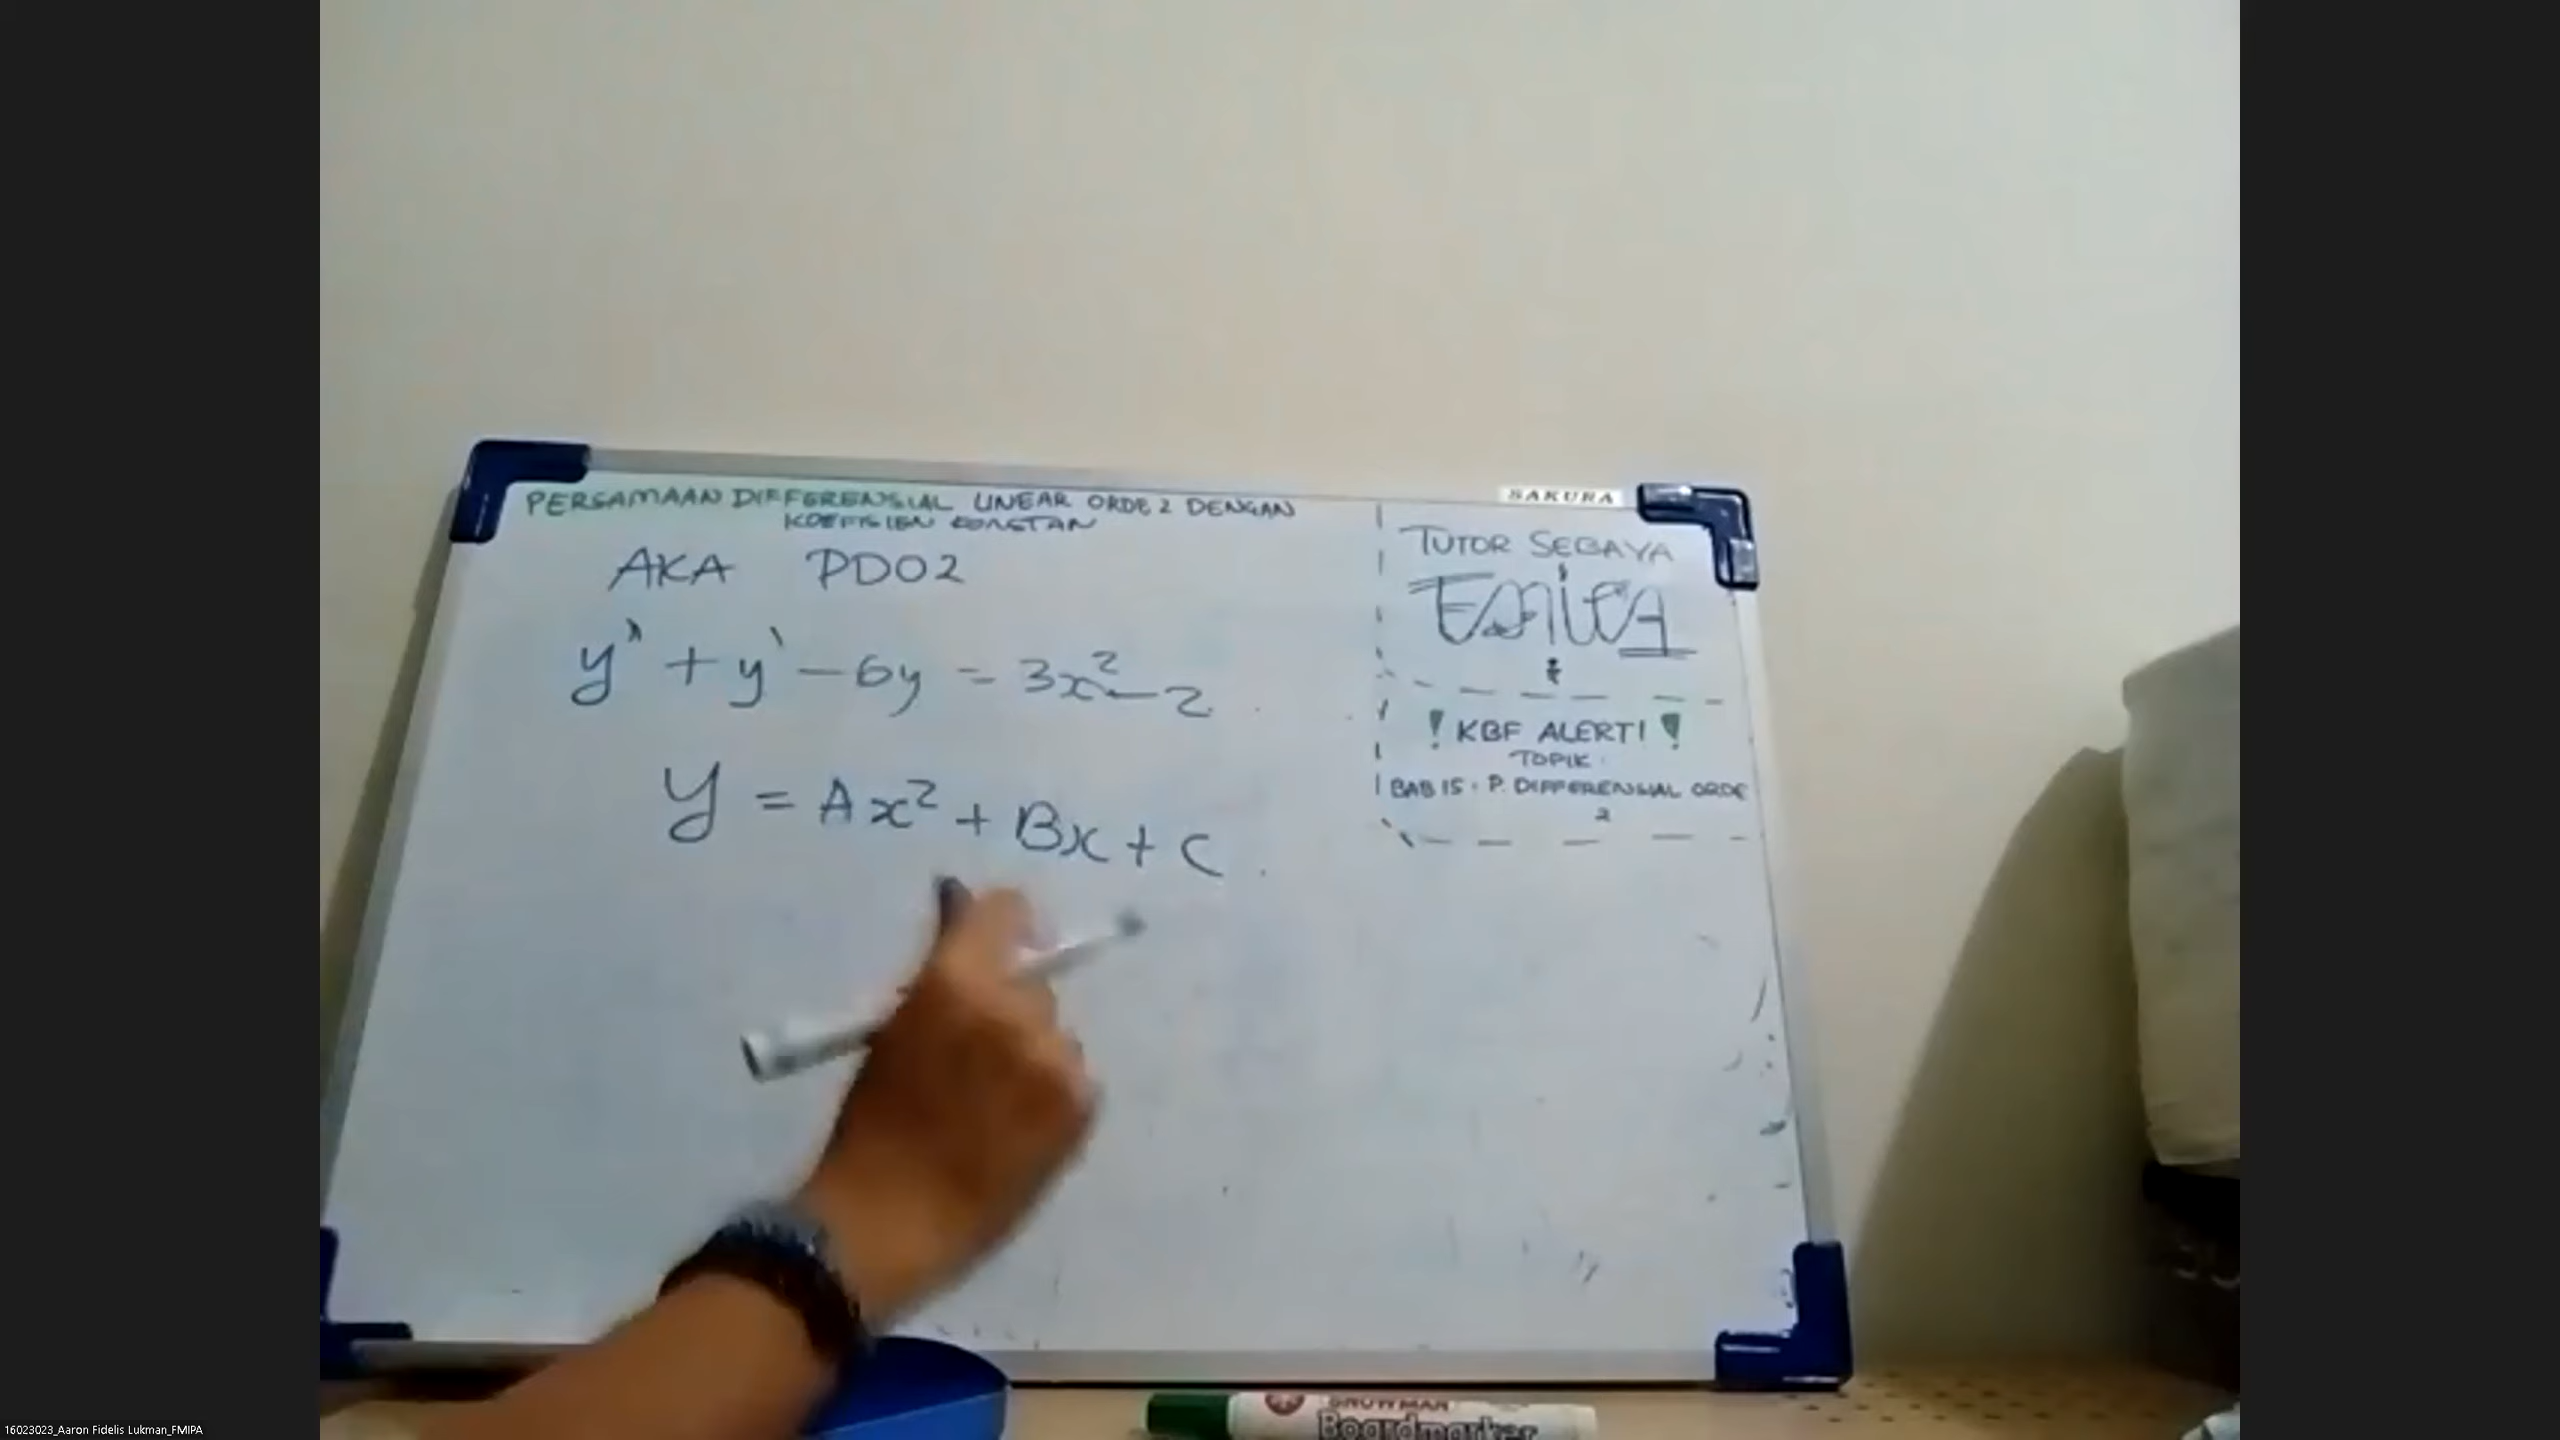 PERSAMAAN DIFFERENSIAL LINEAR ORDE 2 DENGAN
KOEFISIEN KONSTAN
AKA PDO2
y" + y' - 6y = 3x² - 2
y = Ax² + Bx + C
SAKURA
TUTOR SEBAYA
FMIPA
! KBF ALERT! !
TOPIK:
BAB 15 · P. DIFFERENSIAL ORDE
2
SNOWMAN
Boardmarker
16023023_Aaron Fidelis Lukman_FMIPA